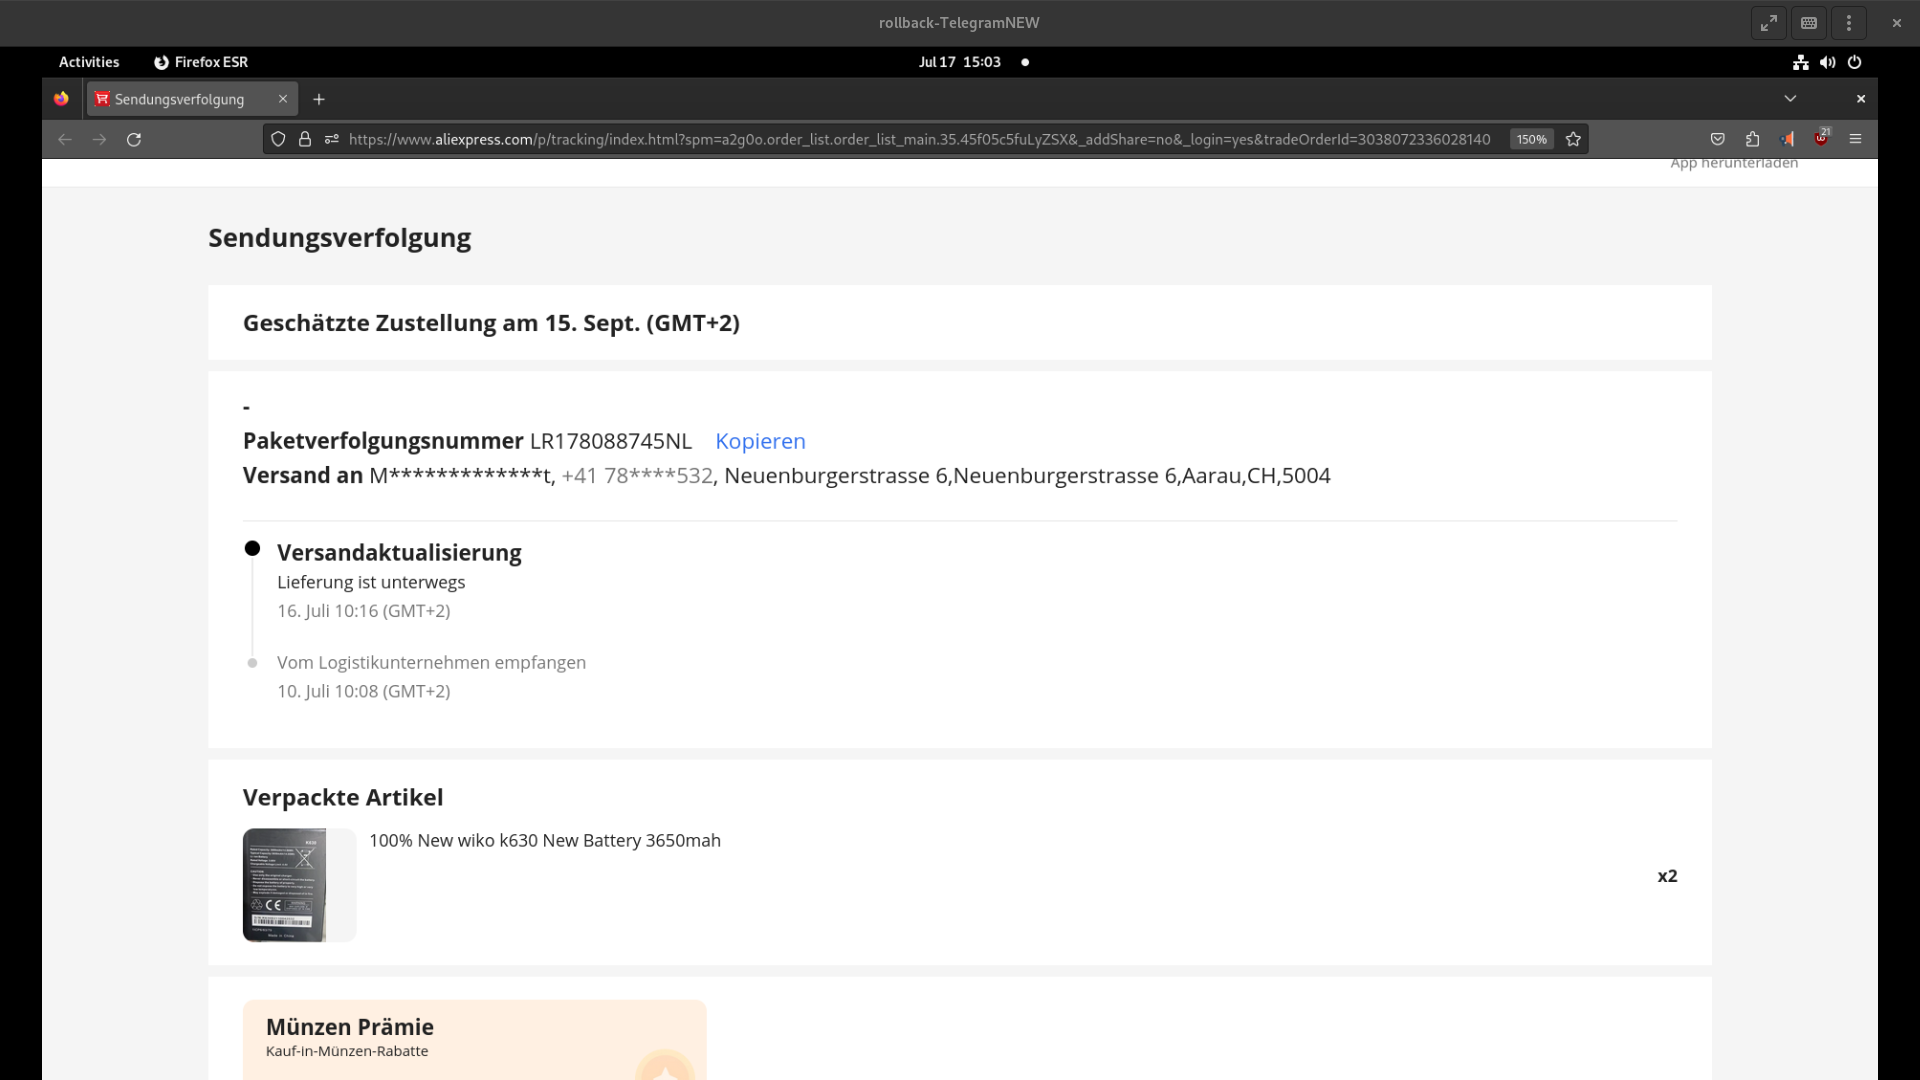 rollback-TelegramNEW
Activities Firefox ESR Jul 17 15:03
Sendungsverfolgung
https://www.aliexpress.com/p/tracking/index.html?spm=a2g0o.order_list.order_list_main.35.45f05c5fuLyZSX&_addShare=no&_login=yes&tradeOrderId=3038072336028140 150% 21
App herunterladen
Sendungsverfolgung
Geschätzte Zustellung am 15. Sept. (GMT+2)
-
Paketverfolgungsnummer LR178088745NL Kopieren
Versand an M*************t, +41 78****532, Neuenburgerstrasse 6,Neuenburgerstrasse 6,Aarau,CH,5004
Versandaktualisierung
Lieferung ist unterwegs
16. Juli 10:16 (GMT+2)
Vom Logistikunternehmen empfangen
10. Juli 10:08 (GMT+2)
Verpackte Artikel
100% New wiko k630 New Battery 3650mah
x2
Münzen Prämie
Kauf-in-Münzen-Rabatte